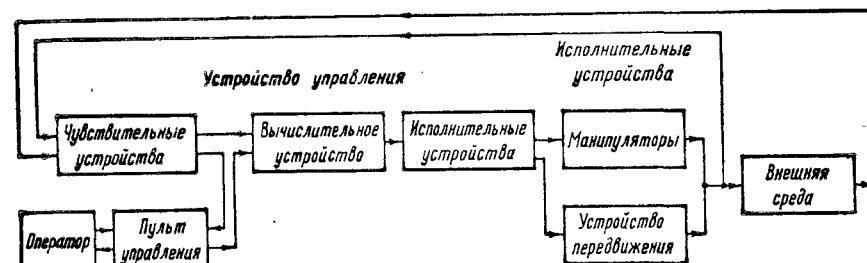 Исполнительные
устройства
Устройство управления
Чувствительные
устройства
Вычислительное
устройство
Исполнительные
устройства
Манипуляторы
Внешняя
среда
Оператор
Пульт
управления
Устройство
передвижения